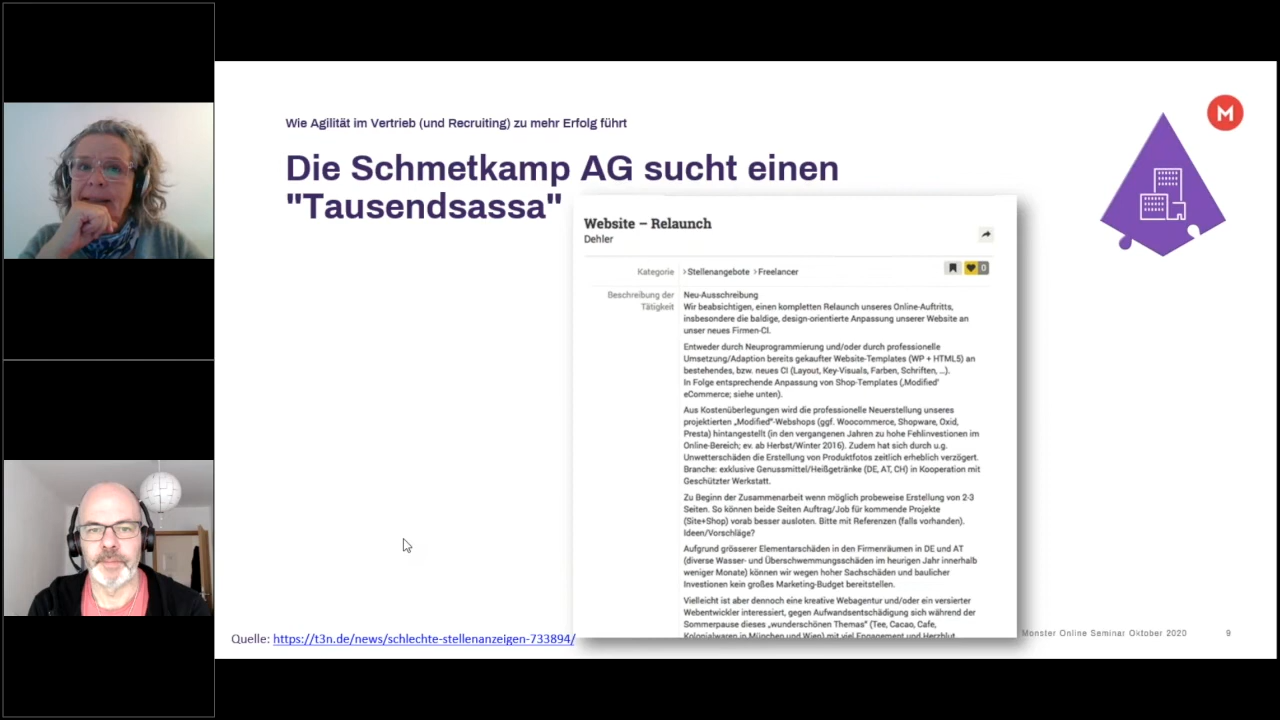 Wie Agilität im Vertrieb (und Recruiting) zu mehr Erfolg führt
M
Die Schmetkamp AG sucht einen
"Tausendsassa"
Website – Relaunch
Dehler
Kategorie › Stellenangebote › Freelancer
0
Beschreibung der Tätigkeit
Neu-Ausschreibung
Wir beabsichtigen, einen kompletten Relaunch unseres Online-Auftritts,
insbesondere die baldige, design-orientierte Anpassung unserer Website an
unser neues Firmen-CI.
Entweder durch Neuprogrammierung und/oder durch professionelle
Umsetzung/Adaption bereits gekaufter Website-Templates (WP + HTML5) an
bestehendes, bzw. neues CI (Layout, Key-Visuals, Farben, Schriften, ...).
In Folge entsprechende Anpassung von Shop-Templates (‚Modified'
eCommerce; siehe unten).
Aus Kostenüberlegungen wird die professionelle Neuerstellung unseres
projektierten „Modified"-Webshops (ggf. Woocommerce, Shopware, Oxid,
Presta) hintangestellt (in den vergangenen Jahren zu hohe Fehlinvestionen im
Online-Bereich; ev. ab Herbst/Winter 2016). Zudem hat sich durch u.g.
Unwetterschäden die Erstellung von Produktfotos zeitlich erheblich verzögert.
Branche: exklusive Genussmittel/Heißgetränke (DE, AT, CH) in Kooperation mit
Geschützter Werkstatt.
Zu Beginn der Zusammenarbeit wenn möglich probeweise Erstellung von 2-3
Seiten. So können beide Seiten Auftrag/Job für kommende Projekte
(Site+Shop) vorab besser ausloten. Bitte mit Referenzen (falls vorhanden).
Ideen/Vorschläge?
Aufgrund grösserer Elementarschäden in den Firmenräumen in DE und AT
(diverse Wasser- und Überschwemmungsschäden im heurigen Jahr innerhalb
weniger Monate) können wir wegen hoher Sachschäden und baulicher
Investionen kein großes Marketing-Budget bereitstellen.
Vielleicht ist aber dennoch eine kreative Webagentur und/oder ein versierter
Webentwickler interessiert, gegen Aufwandsentschädigung sich während der
Sommerpause dieses „wunderschönen Themas" (Tee, Cacao, Cafe,
Kolonialwaren in München und Wien) mit viel Engagement und Herzblut
Quelle: https://t3n.de/news/schlechte-stellenanzeigen-733894/
Monster Online Seminar Oktober 2020 9